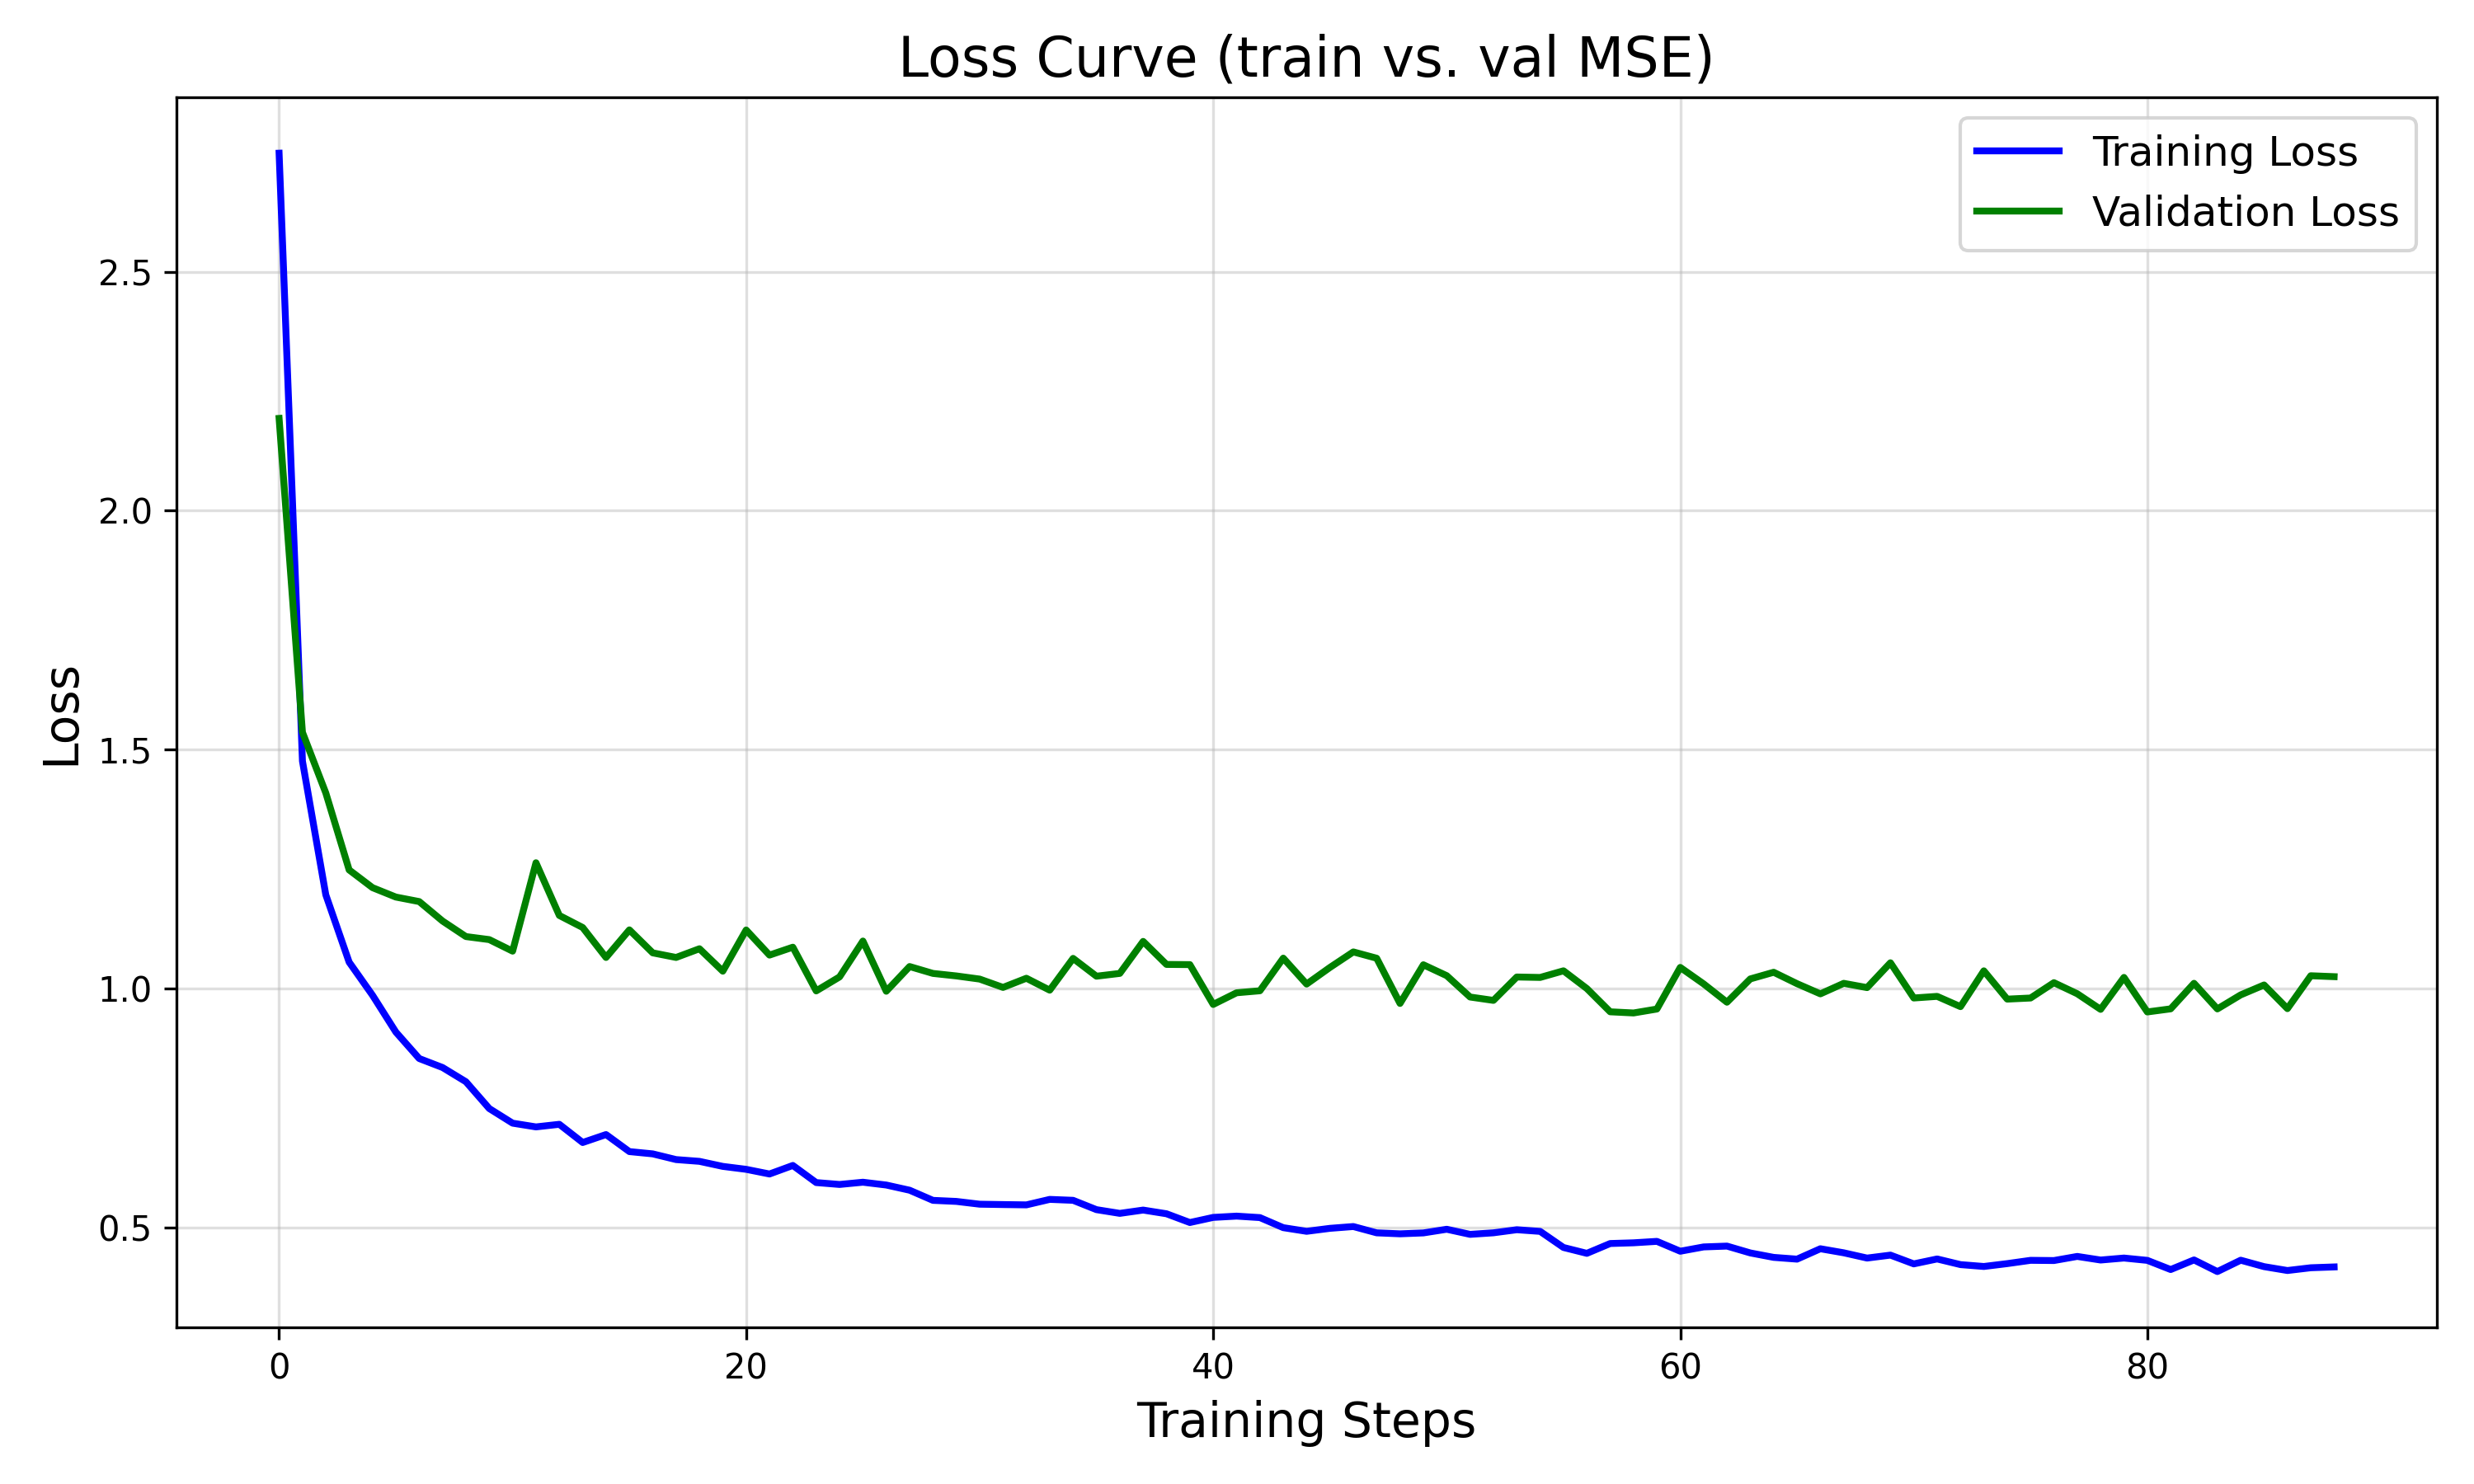 Loss Curve (train vs. val MSE)
Training Loss
Validation Loss
2.5
2.0
1.5
1.0
0.5
Loss
0 20 40 60 80
Training Steps